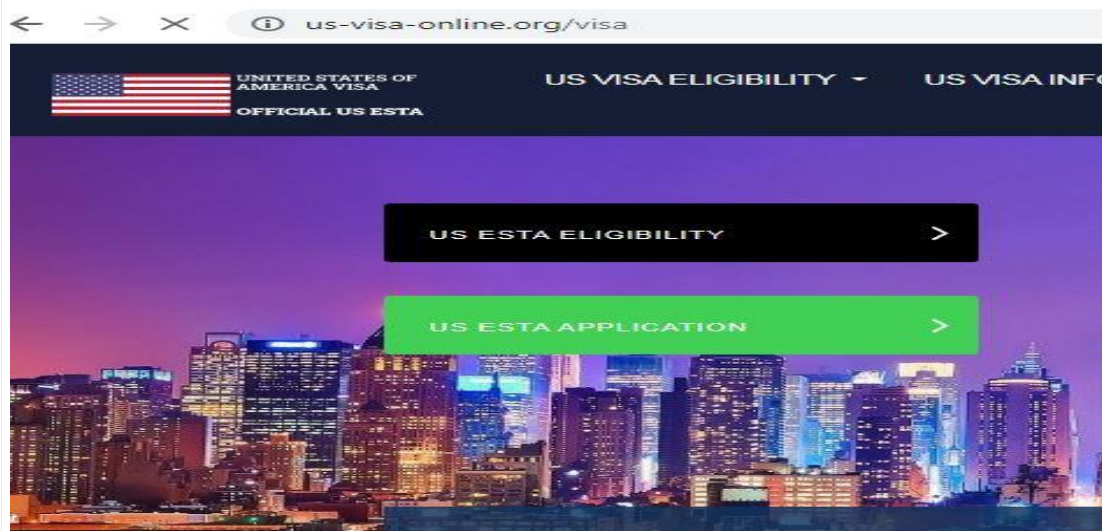 us-visa-online.org/visa
UNITED STATES OF
AMERICA VISA
OFFICIAL US ESTA
US VISA ELIGIBILITY
US VISA INFO
US ESTA ELIGIBILITY
US ESTA APPLICATION